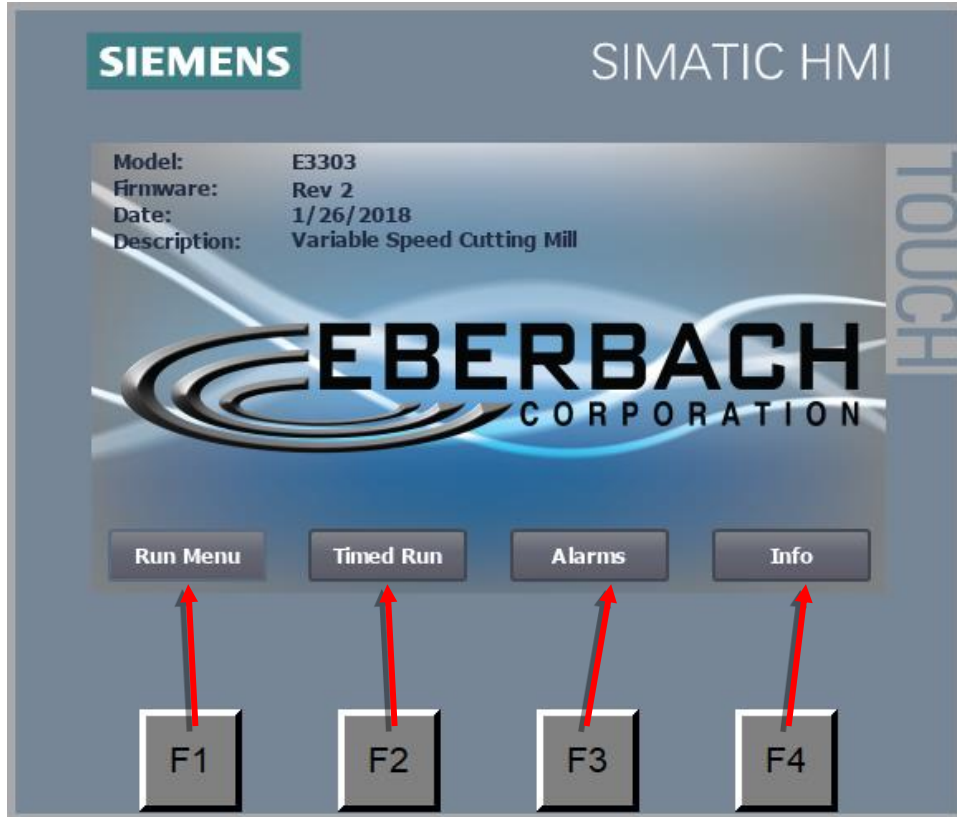 SIEMENS
SIMATIC HMI
TOUCH
Model: E3303
Firmware: Rev 2
Date: 1/26/2018
Description: Variable Speed Cutting Mill
EBERBACH
CORPORATION
Run Menu Timed Run Alarms Info
F1 F2 F3 F4